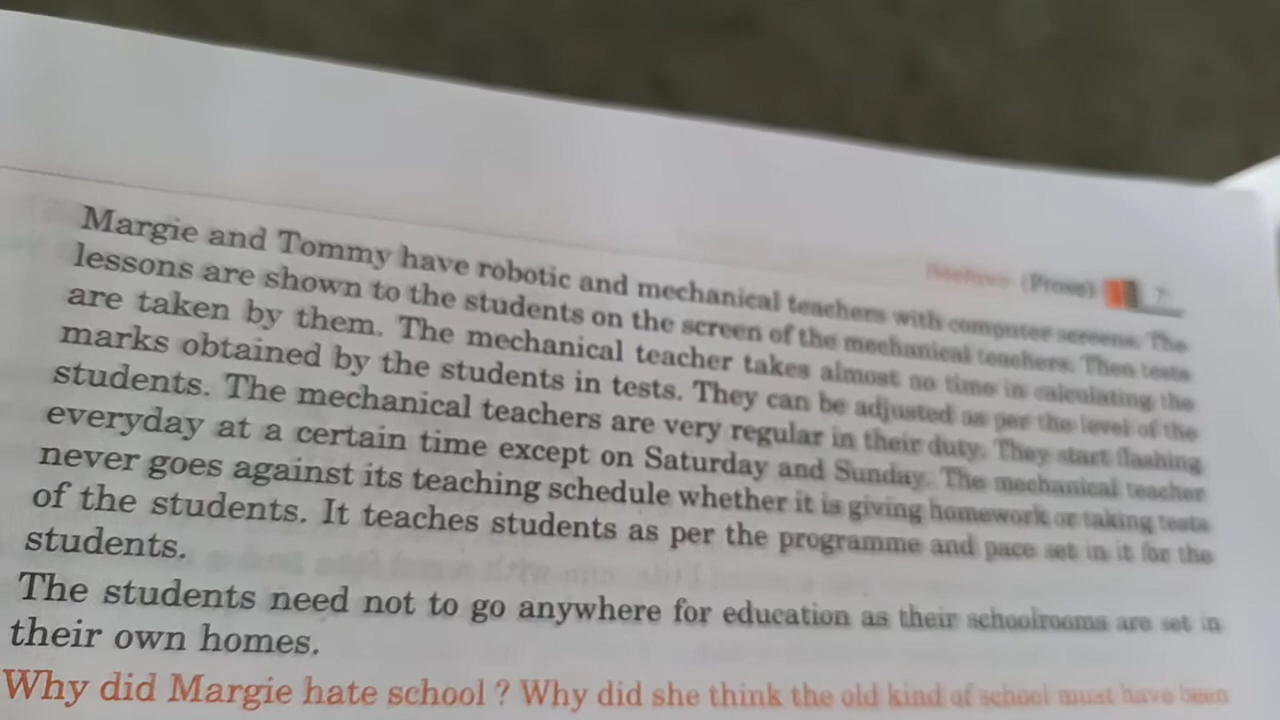 (Prose) 7
Margie and Tommy have robotic and mechanical teachers with computer screens. The
lessons are shown to the students on the screen of the mechanical teachers. Then tests
are taken by them. The mechanical teacher takes almost no time in calculating the
marks obtained by the students in tests. They can be adjusted as per the level of the
students. The mechanical teachers are very regular in their duty. They start flashing
everyday at a certain time except on Saturday and Sunday. The mechanical teacher
never goes against its teaching schedule whether it is giving homework or taking tests
of the students. It teaches students as per the programme and pace set in it for the
students.
The students need not to go anywhere for education as their schoolrooms are set in
their own homes.
Why did Margie hate school ? Why did she think the old kind of school must have been